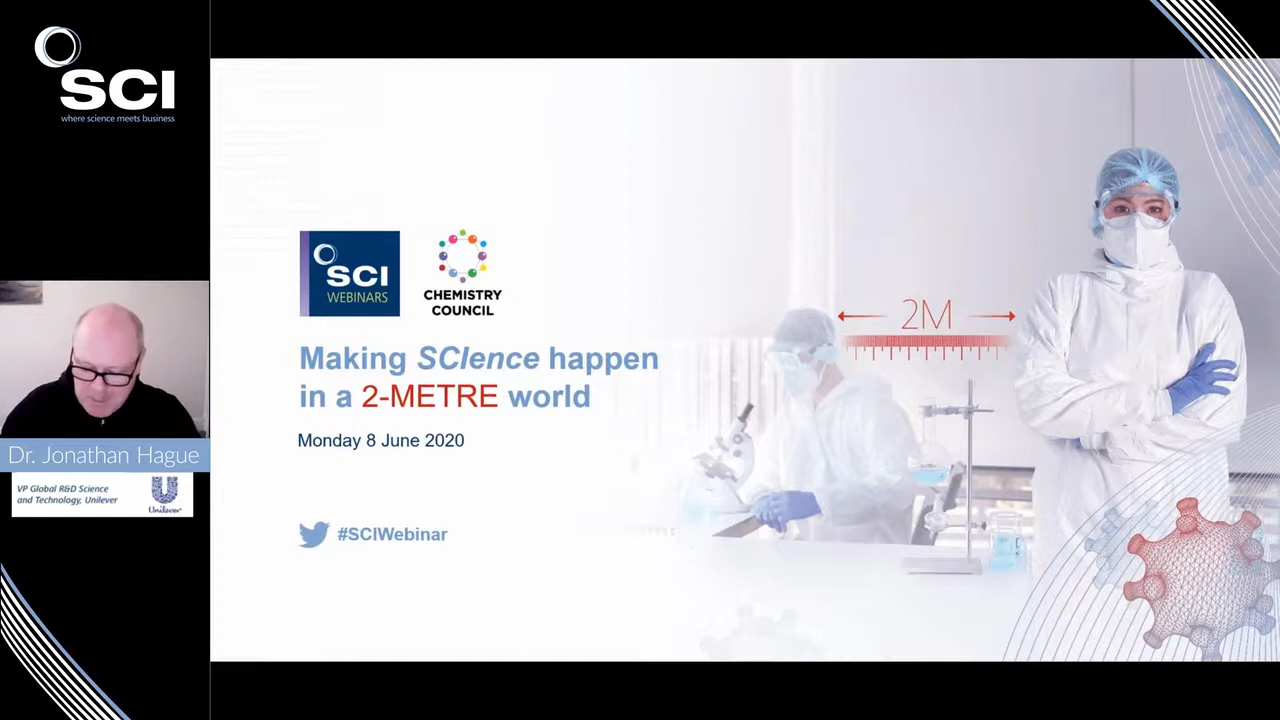 SCI
where science meets business
Dr. Jonathan Hague
VP Global R&D Science
and Technology, Unilever
Unilever
SCI
WEBINARS
CHEMISTRY
COUNCIL
Making SCIence happen
in a 2-METRE world
Monday 8 June 2020
#SCIWebinar
2M